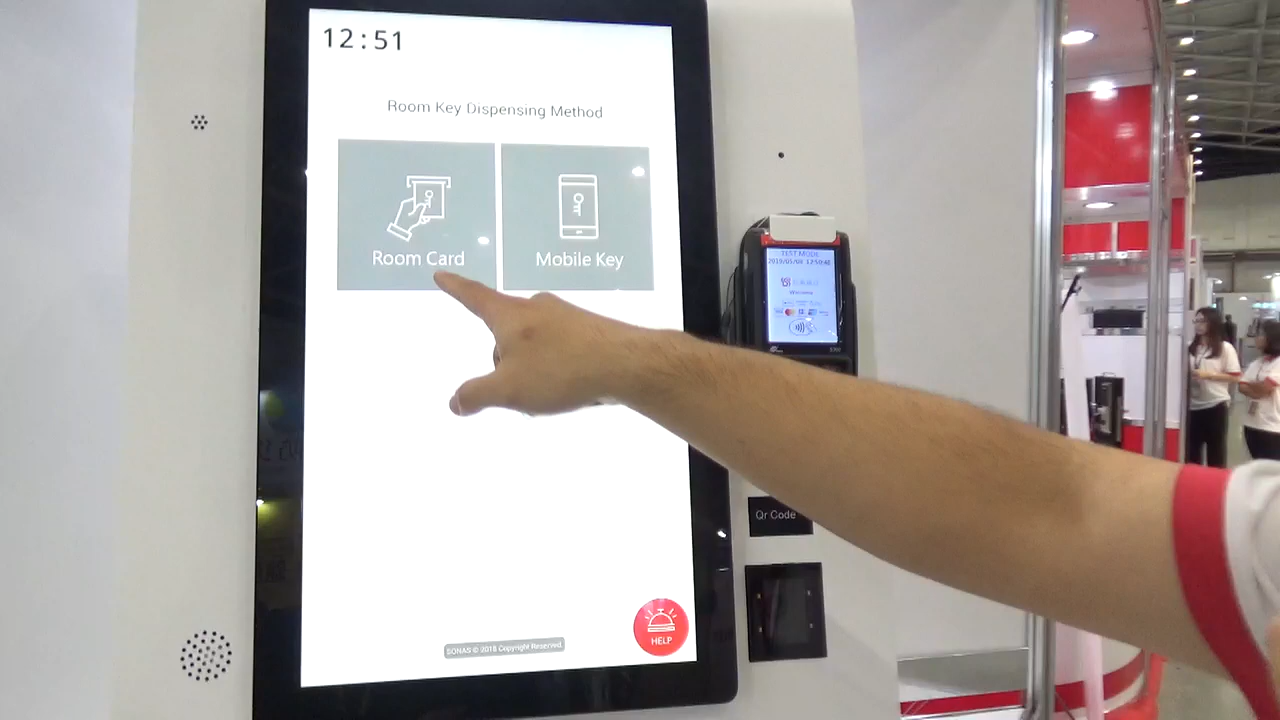 12:51
Room Key Dispensing Method
Room Card
Mobile Key
TEST MODE
Welcome
Qr Code
HELP
SONAS © 2018 Copyright Reserved.